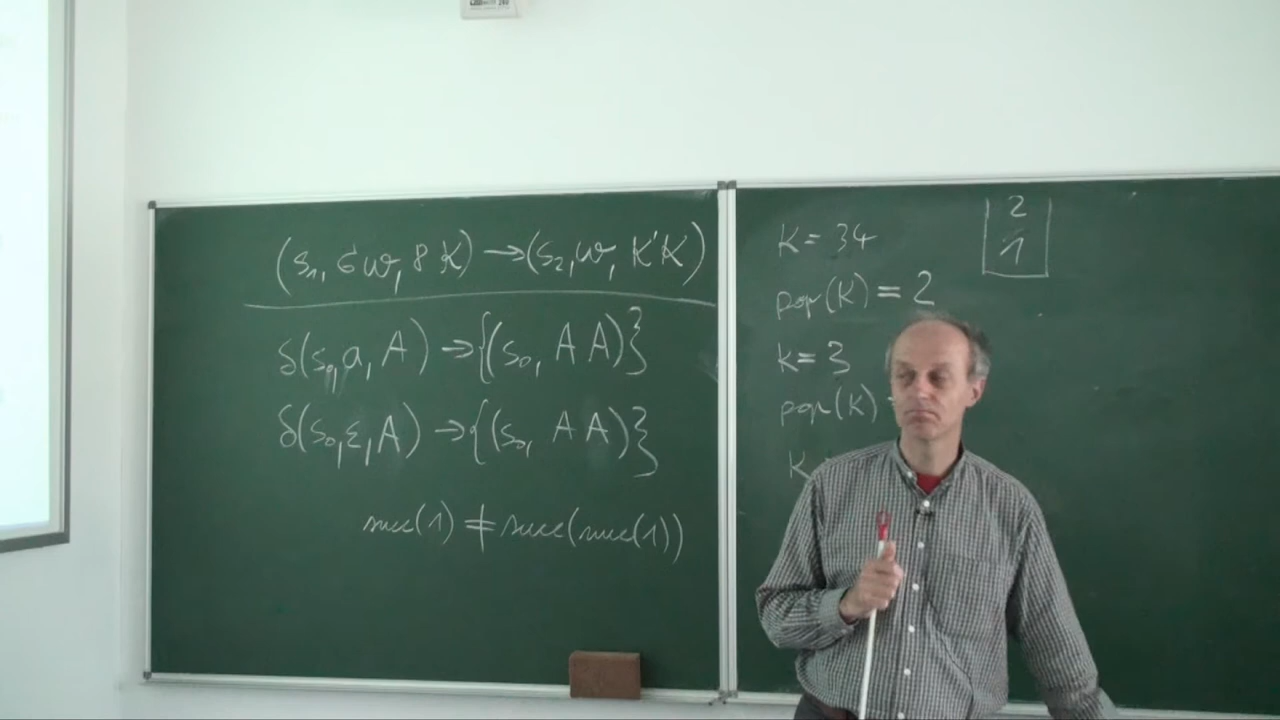 (s₁, σw, γK) → (s₂, w, K'K)
δ(s₀, a, A) → {(s₀, AA)}
δ(s₀, ε, A) → {(s₀, AA)}
succ(1) ≠ succ(succ(1))
K = 34
pop(K) = 2
K = 3
pop(K)
K
2
1